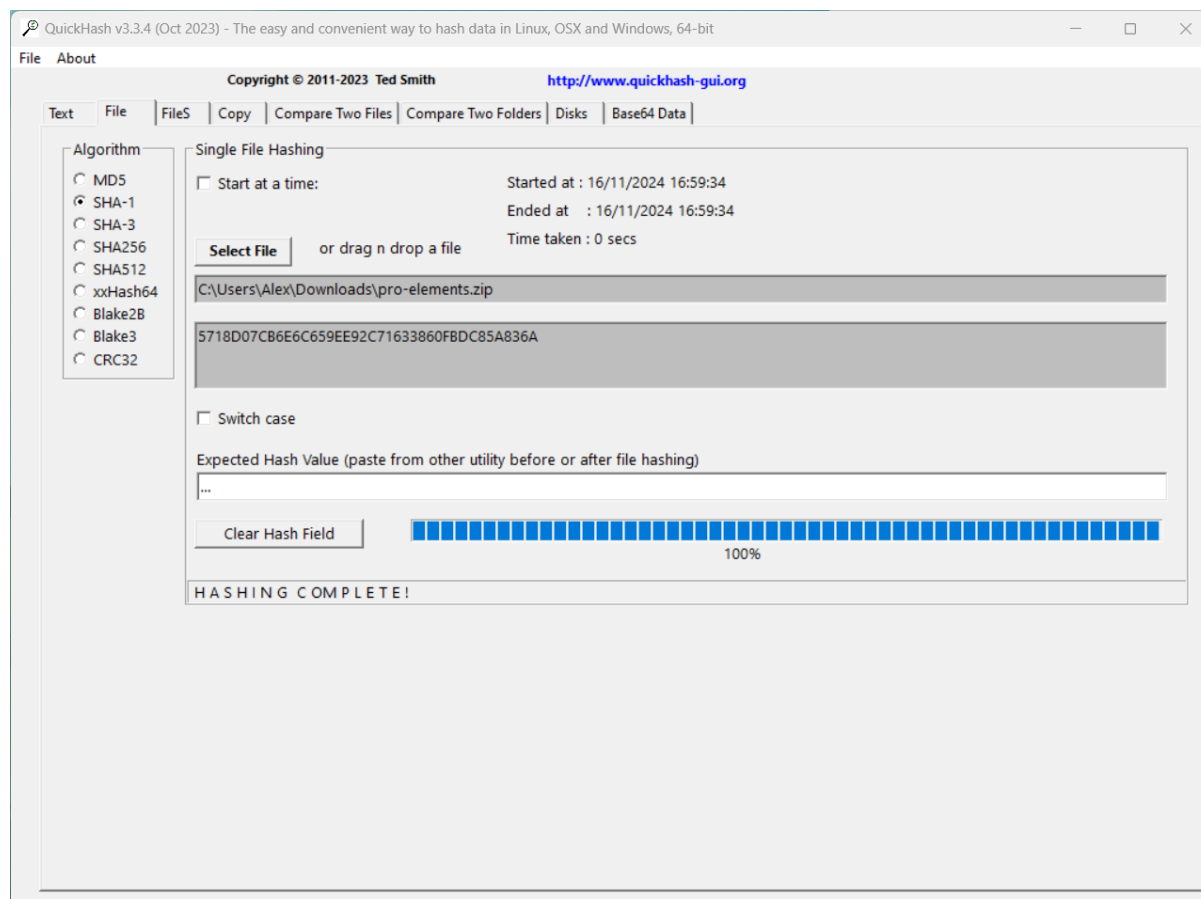 QuickHash v3.3.4 (Oct 2023) - The easy and convenient way to hash data in Linux, OSX and Windows, 64-bit
File About
Copyright © 2011-2023 Ted Smith http://www.quickhash-gui.org
Text File FileS Copy Compare Two Files Compare Two Folders Disks Base64 Data
Algorithm
MD5
SHA-1
SHA-3
SHA256
SHA512
xxHash64
Blake2B
Blake3
CRC32
Single File Hashing
Start at a time:
Started at : 16/11/2024 16:59:34
Ended at : 16/11/2024 16:59:34
Time taken : 0 secs
Select File or drag n drop a file
C:\Users\Alex\Downloads\pro-elements.zip
5718D07CB6E6C659EE92C71633860FBDC85A836A
Switch case
Expected Hash Value (paste from other utility before or after file hashing)
...
Clear Hash Field
100%
H A S H I N G C O M P L E T E !